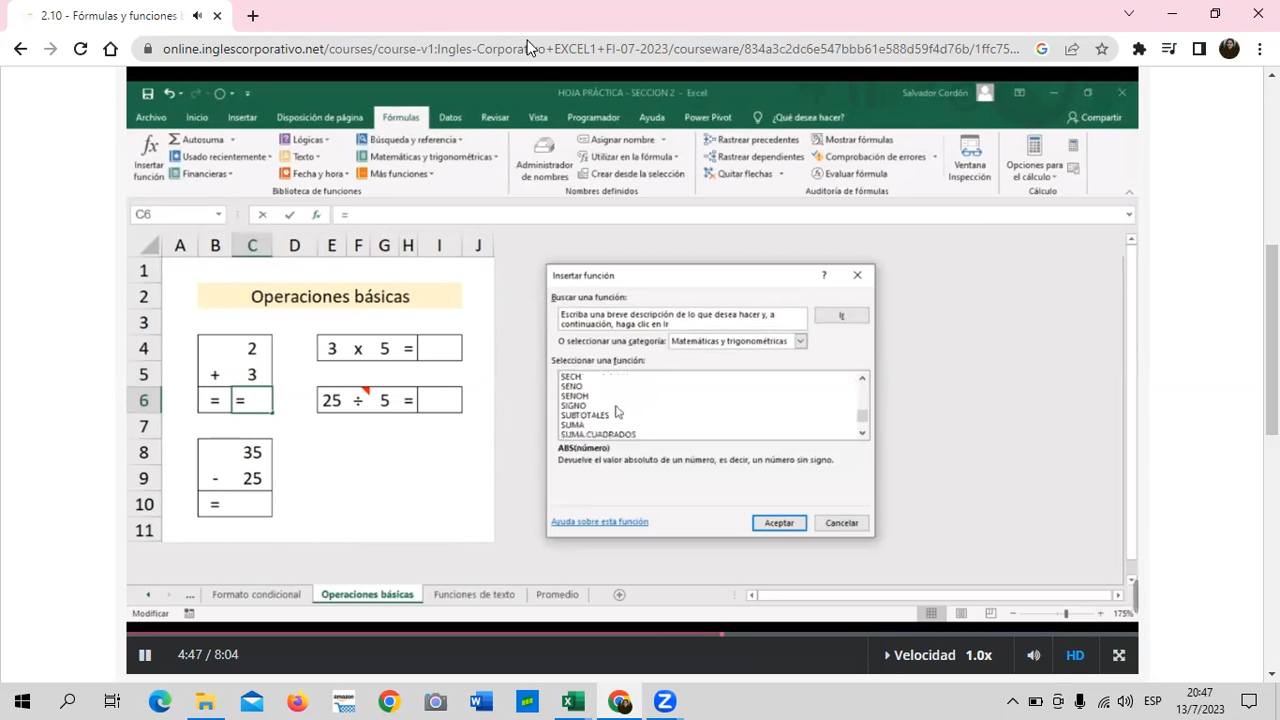 2.10 - Fórmulas y funciones
online.inglescorporativo.net/courses/course-v1:Ingles-Corporativo+EXCEL1+FI-07-2023/courseware/834a3c2d5e547bbb61e588d59f4d76b/1ffc75...
HOJA PRÁCTICA - SECCION 2 - Excel
Salvador Cordón
Archivo Inicio Insertar Disposición de página Fórmulas Datos Revisar Vista Programador Ayuda Power Pivot ¿Qué desea hacer? Compartir
fx Insertar función
Autosuma
Usado recientemente
Financieras
Lógicas
Texto
Fecha y hora
Búsqueda y referencia
Matemáticas y trigonométricas
Más funciones
Biblioteca de funciones
Administrador de nombres
Asignar nombre
Utilizar en la fórmula
Crear desde la selección
Nombres definidos
Rastrear precedentes
Rastrear dependientes
Quitar flechas
Mostrar fórmulas
Comprobación de errores
Evaluar fórmula
Auditoría de fórmulas
Ventana Inspección
Opciones para el cálculo
Cálculo
C6 fx =
A B C D E F G H I J
1
2 Operaciones básicas
3
4 2 3 x 5 =
5 + 3
6 = = 25 ÷ 5 =
7
8 35
9 - 25
10 =
11
Insertar función ?
Buscar una función:
Escriba una breve descripción de lo que desea hacer y, a
continuación, haga clic en Ir
Ir
O seleccionar una categoría: Matemáticas y trigonométricas
Seleccionar una función:
SECH
SENO
SENOH
SIGNO
SUBTOTALES
SUMA
SUMA.CUADRADOS
ABS(número)
Devuelve el valor absoluto de un número, es decir, un número sin signo.
Ayuda sobre esta función Aceptar Cancelar
... Formato condicional Operaciones básicas Funciones de texto Promedio
Modificar 175%
4:47 / 8:04 Velocidad 1.0x HD
ESP
20:47
13/7/2023